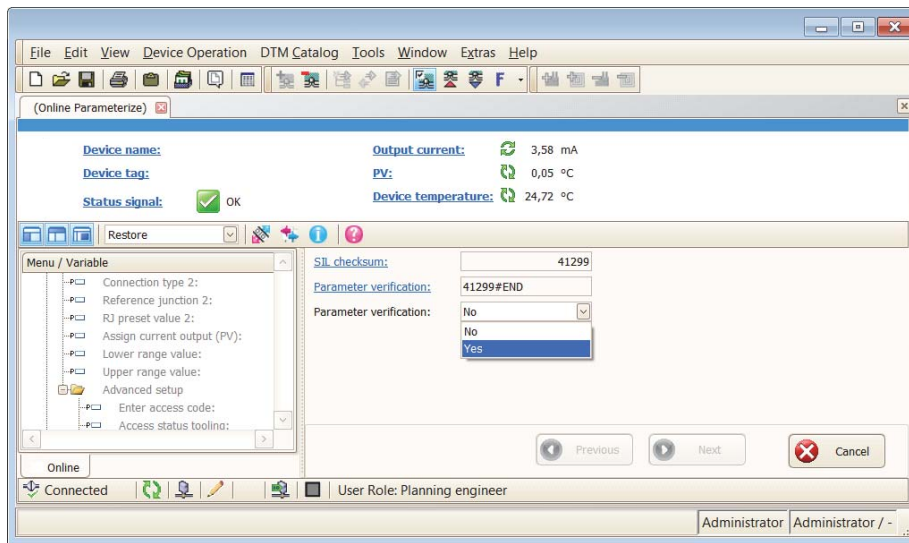 File Edit View Device Operation DTM Catalog Tools Window Extras Help
F
(Online Parameterize)
Device name:
Output current: 3,58 mA
Device tag:
PV: 0,05 °C
Status signal: OK
Device temperature: 24,72 °C
Restore
Menu / Variable
Connection type 2:
Reference junction 2:
RJ preset value 2:
Assign current output (PV):
Lower range value:
Upper range value:
Advanced setup
Enter access code:
Access status tooling:
SIL checksum: 41299
Parameter verification: 41299#END
Parameter verification: No
No
Yes
Previous Next Cancel
Online
Connected User Role: Planning engineer
Administrator Administrator / -